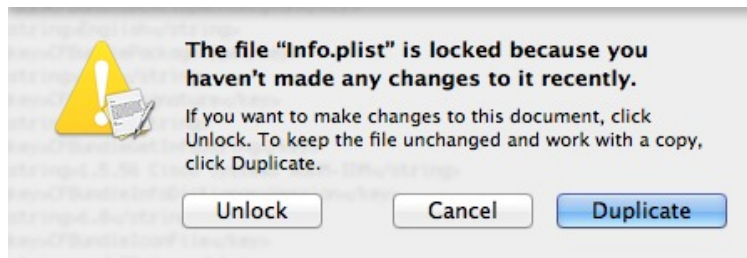 The file “Info.plist” is locked because you
haven’t made any changes to it recently.
If you want to make changes to this document, click
Unlock. To keep the file unchanged and work with a copy,
click Duplicate.
Unlock
Cancel
Duplicate